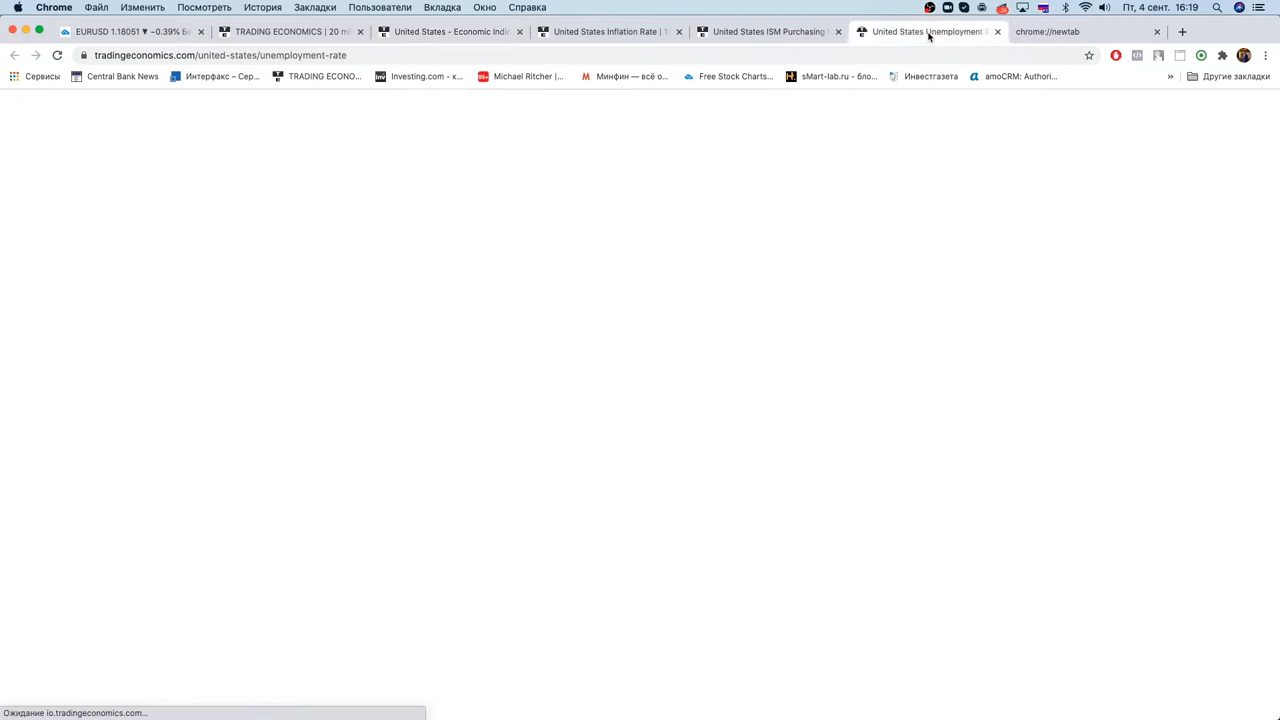 Chrome Файл Изменить Посмотреть История Закладки Пользователи Вкладка Окно Справка Пт, 4 сент. 16:19
EURUSD 1.18051 ▼ −0.39% Бе TRADING ECONOMICS | 20 mi United States - Economic Indic United States Inflation Rate | 1 United States ISM Purchasing United States Unemployment chrome://newtab
tradingeconomics.com/united-states/unemployment-rate
Сервисы Central Bank News Интерфакс – Сер... TRADING ECONO... Investing.com - к... 99+ Michael Ritcher |... Минфин — всё о... Free Stock Charts... sMart-lab.ru - бло... Инвестгазета amoCRM: Authori... » Другие закладки
Ожидание io.tradingeconomics.com...